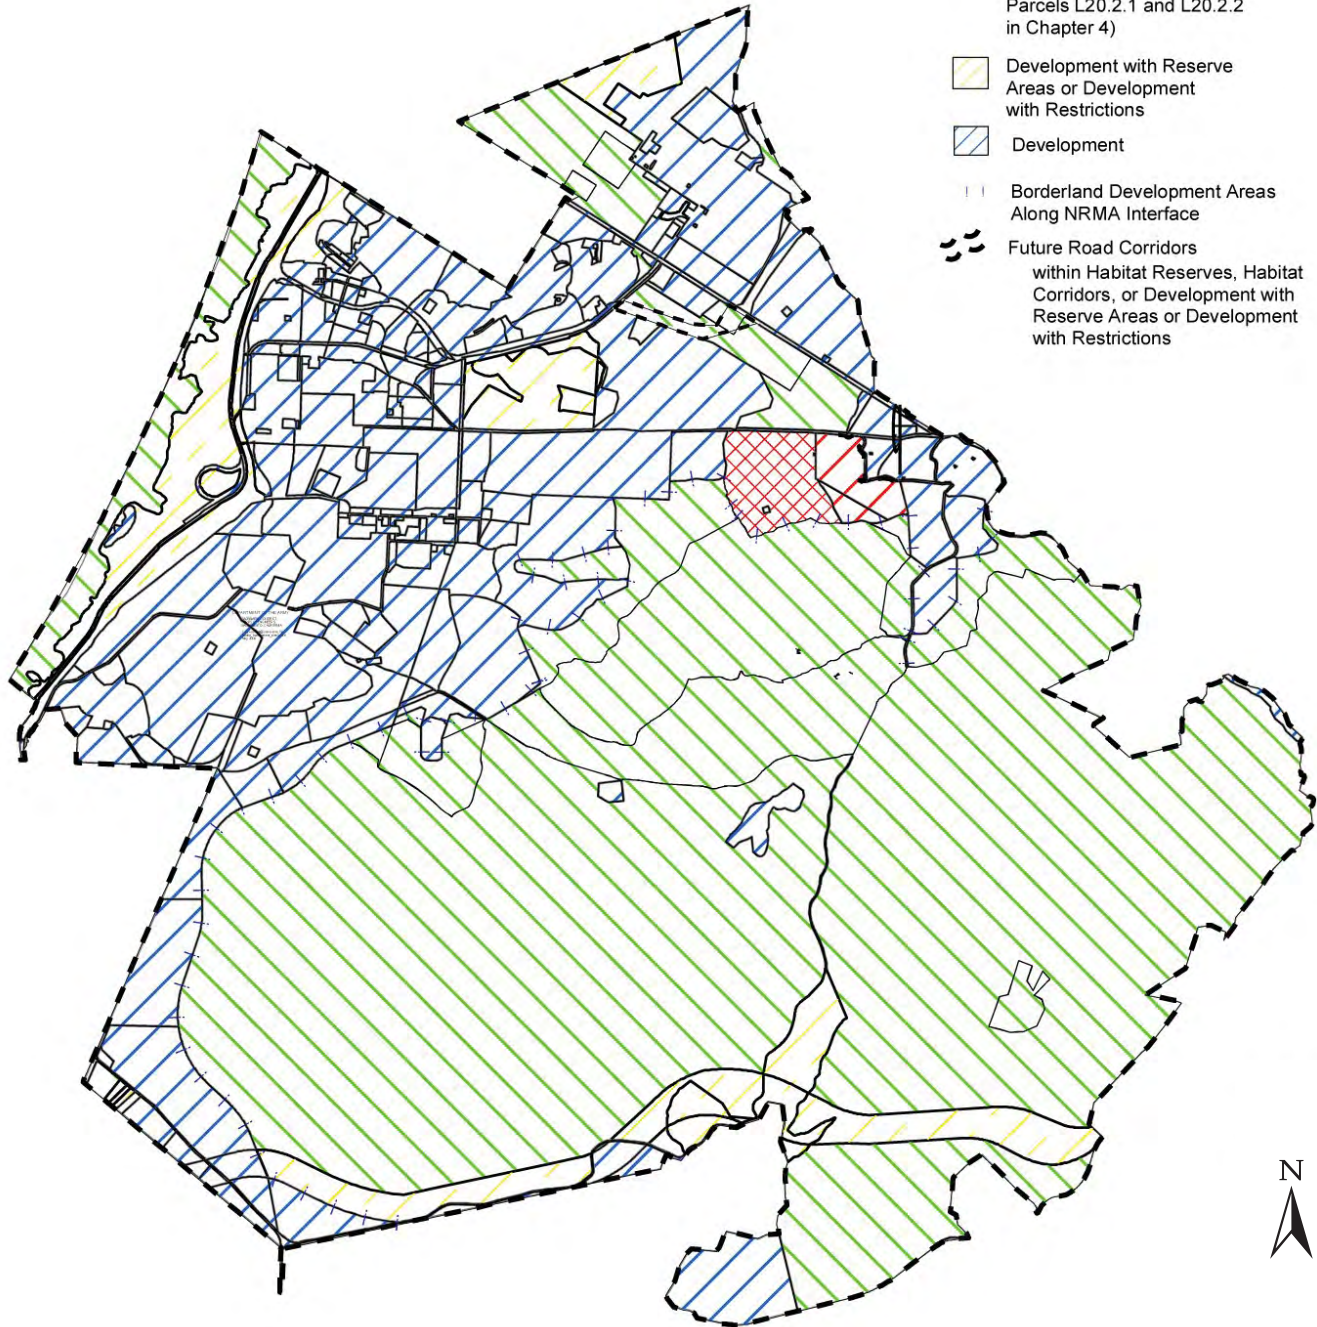 Parcels L20.2.1 and L20.2.2
in Chapter 4)
Development with Reserve
Areas or Development
with Restrictions
Development
Borderland Development Areas
Along NRMA Interface
Future Road Corridors
within Habitat Reserves, Habitat
Corridors, or Development with
Reserve Areas or Development
with Restrictions
N